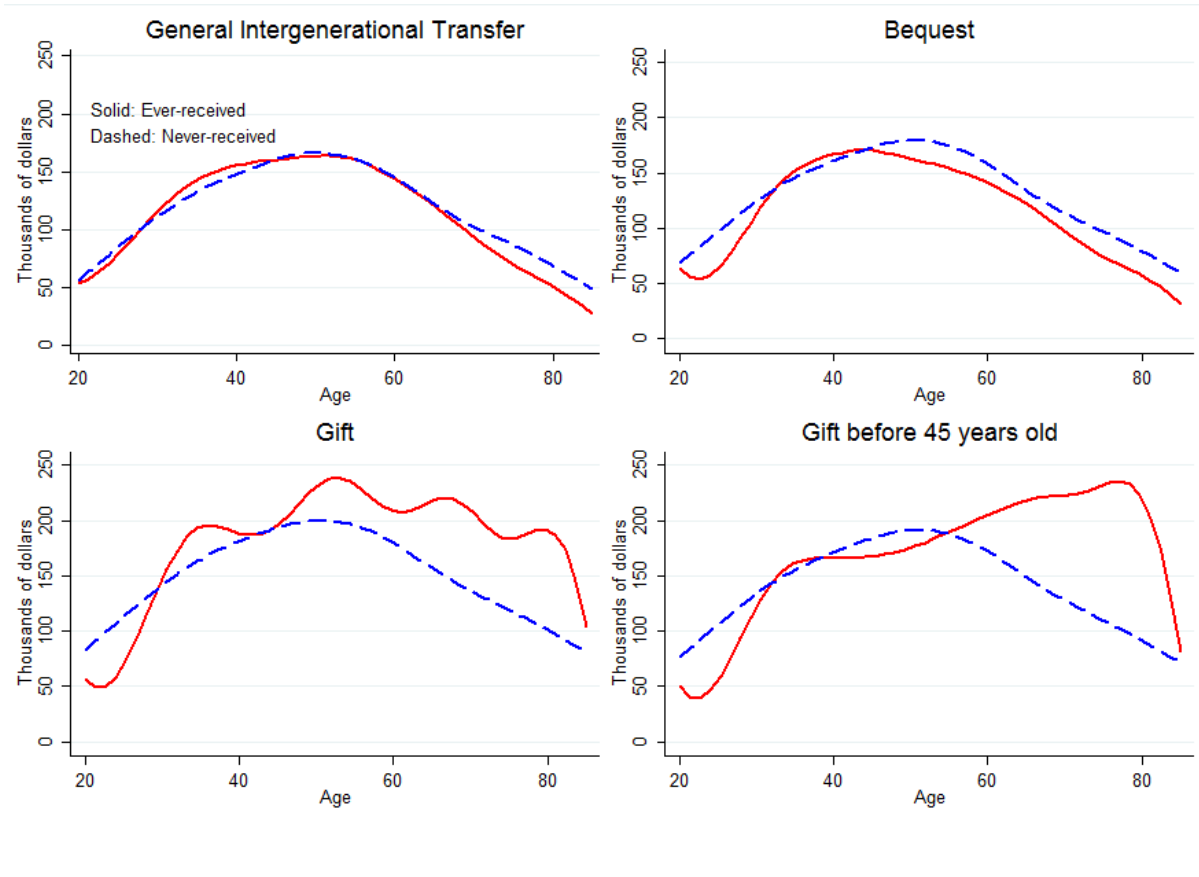 General Intergenerational Transfer
Thousands of dollars
250
200
150
100
50
0
Solid: Ever-received
Dashed: Never-received
20 40 60 80
Age
Bequest
Thousands of dollars
250
200
150
100
50
0
20 40 60 80
Age
Gift
Thousands of dollars
250
200
150
100
50
0
20 40 60 80
Age
Gift before 45 years old
Thousands of dollars
250
200
150
100
50
0
20 40 60 80
Age